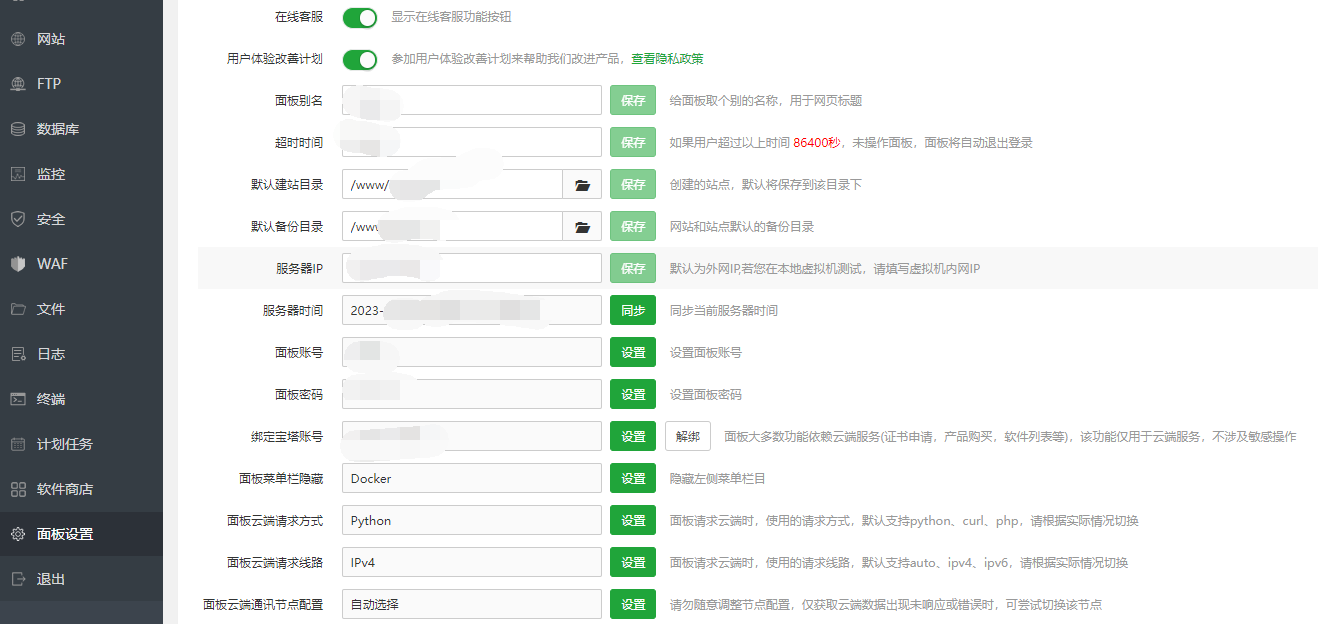 网站
FTP
数据库
监控
安全
WAF
文件
日志
终端
计划任务
软件商店
面板设置
退出
在线客服 显示在线客服功能按钮
用户体验改善计划 参加用户体验改善计划来帮助我们改进产品，查看隐私政策
面板别名 保存 给面板取个别的名称，用于网页标题
超时时间 保存 如果用户超过以上时间 86400秒，未操作面板，面板将自动退出登录
默认建站目录 /www/ 保存 创建的站点，默认将保存到该目录下
默认备份目录 /www 保存 网站和站点默认的备份目录
服务器IP 保存 默认为外网IP,若您在本地虚拟机测试，请填写虚拟机内网IP
服务器时间 2023- 同步 同步当前服务器时间
面板账号 设置 设置面板账号
面板密码 设置 设置面板密码
绑定宝塔账号 设置 解绑 面板大多数功能依赖云端服务(证书申请，产品购买，软件列表等)，该功能仅用于云端服务，不涉及敏感操作
面板菜单栏隐藏 Docker 设置 隐藏左侧菜单栏目
面板云端请求方式 Python 设置 面板请求云端时，使用的请求方式，默认支持python、curl、php，请根据实际情况切换
面板云端请求线路 IPv4 设置 面板请求云端时，使用的请求线路，默认支持auto、ipv4、ipv6，请根据实际情况切换
面板云端通讯节点配置 自动选择 设置 请勿随意调整节点配置，仅获取云端数据出现未响应或错误时，可尝试切换该节点